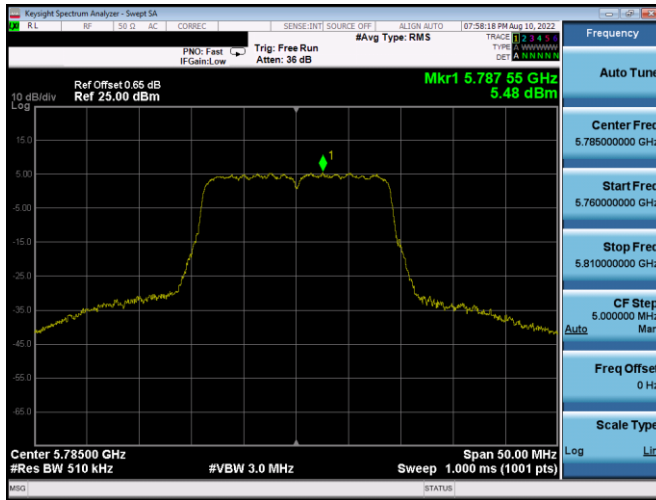 Keysight Spectrum Analyzer - Swept SA
RL RF 50 Ω AC CORREC SENSE:INT SOURCE OFF ALIGN AUTO 07:58:18 PM Aug 10, 2022
#Avg Type: RMS
TRACE 1 2 3 4 5 6
TYPE A WWWWW
DET A N N N N N
PNO: Fast
IFGain:Low
Trig: Free Run
Atten: 36 dB
Mkr1 5.787 55 GHz
5.48 dBm
Ref Offset 0.65 dB
Ref 25.00 dBm
10 dB/div
Log
15.0
5.00
-5.00
-15.0
-25.0
-35.0
-45.0
-55.0
-65.0
1
Center 5.78500 GHz
Span 50.00 MHz
#Res BW 510 kHz
#VBW 3.0 MHz
Sweep 1.000 ms (1001 pts)
MSG
STATUS
Frequency
Auto Tune
Center Freq
5.785000000 GHz
Start Freq
5.760000000 GHz
Stop Freq
5.810000000 GHz
CF Step
5.000000 MHz
Auto Man
Freq Offset
0 Hz
Scale Type
Log Lin